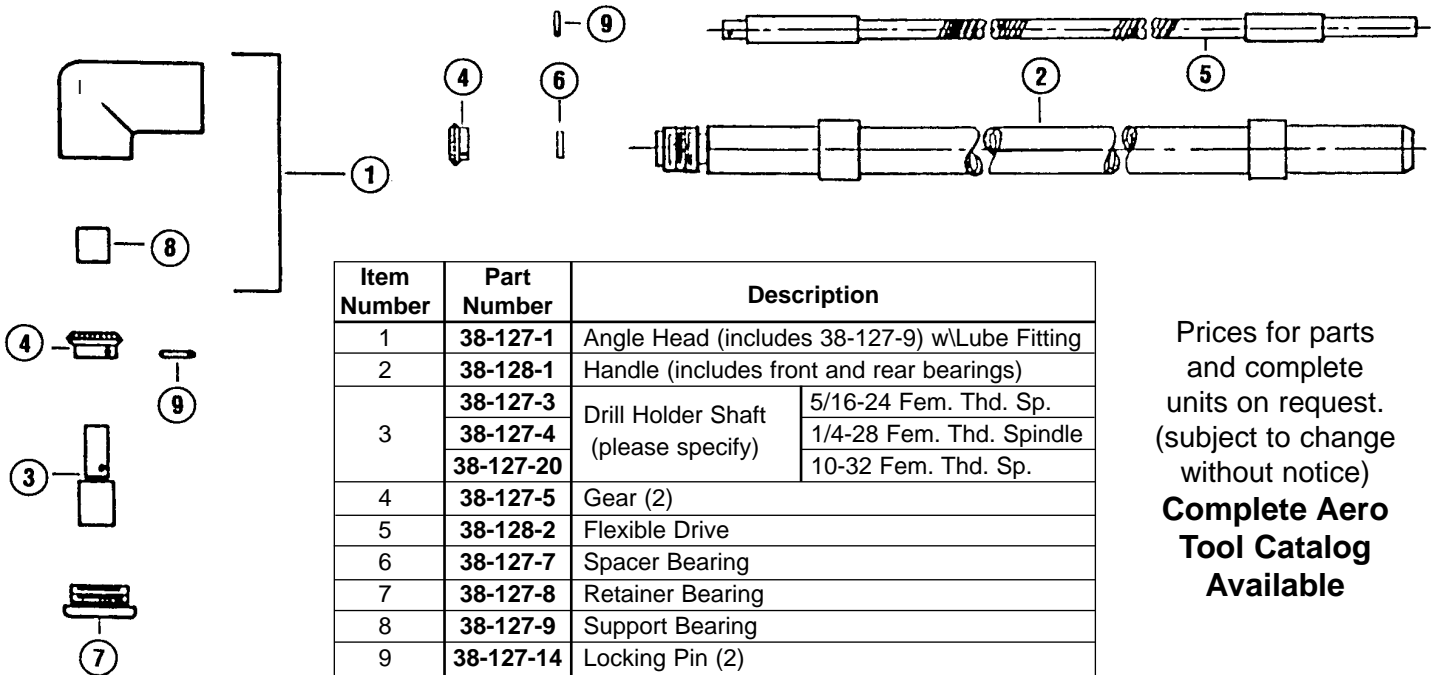 9
4
6
2
5
1
8
4
9
3
7
Item Number Part Number Description
1 38-127-1 Angle Head (includes 38-127-9) w\Lube Fitting
2 38-128-1 Handle (includes front and rear bearings)
3 38-127-3 Drill Holder Shaft (please specify) 5/16-24 Fem. Thd. Sp.
38-127-4 1/4-28 Fem. Thd. Spindle
38-127-20 10-32 Fem. Thd. Sp.
4 38-127-5 Gear (2)
5 38-128-2 Flexible Drive
6 38-127-7 Spacer Bearing
7 38-127-8 Retainer Bearing
8 38-127-9 Support Bearing
9 38-127-14 Locking Pin (2)
Prices for parts
and complete
units on request.
(subject to change
without notice)
Complete Aero
Tool Catalog
Available